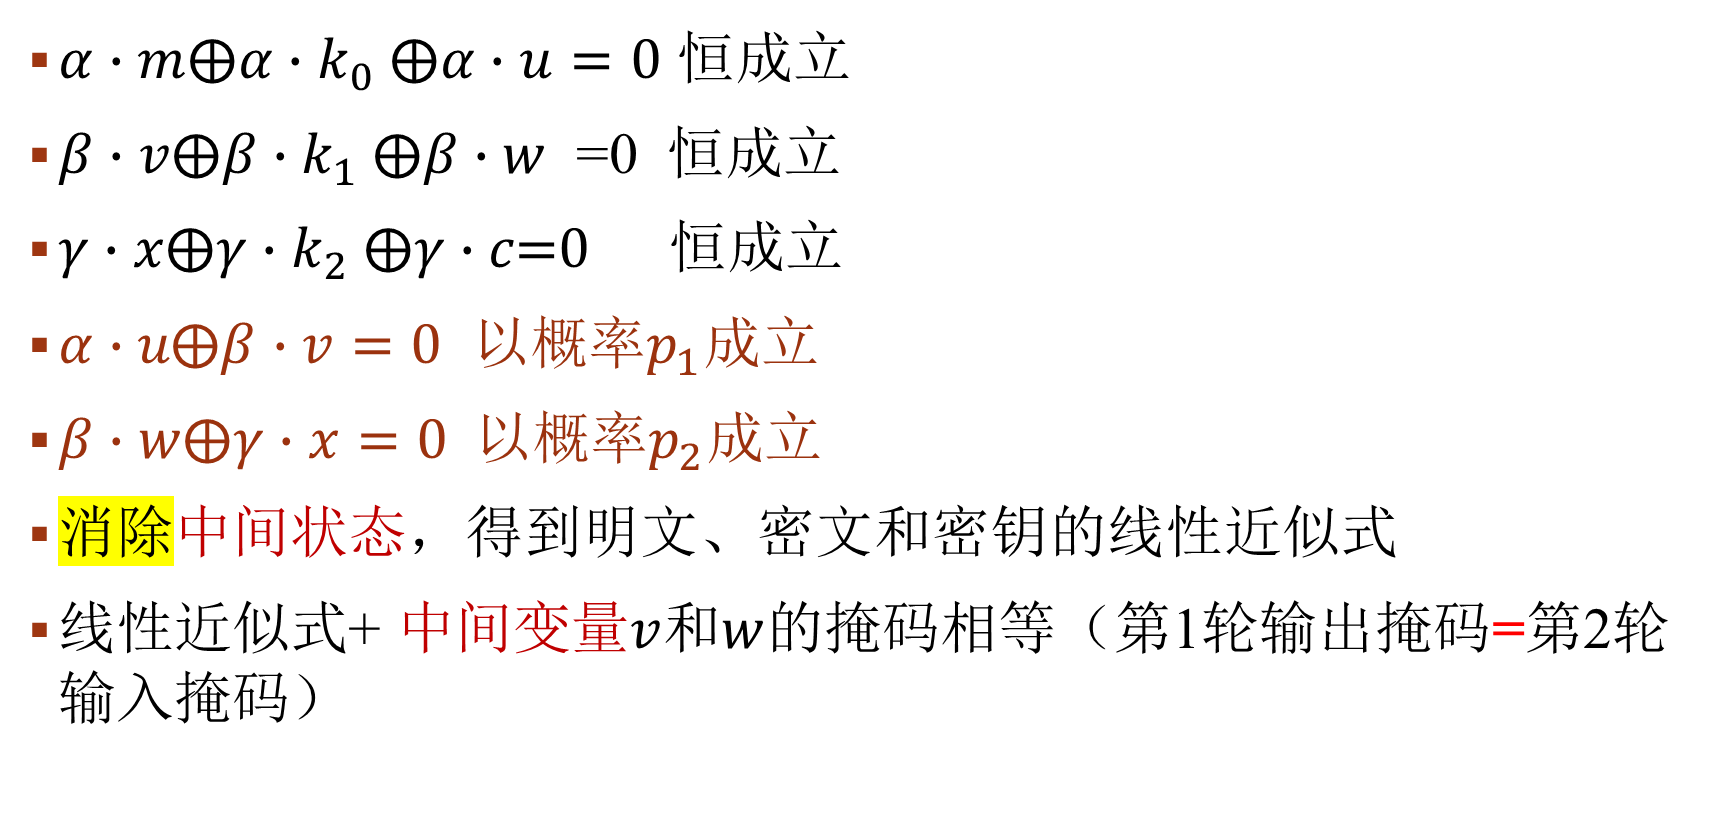 ▪ α · m⊕α · k₀ ⊕α · u = 0 恒成立
▪ β · v⊕β · k₁ ⊕β · w =0 恒成立
▪ γ · x⊕γ · k₂ ⊕γ · c=0 恒成立
▪ α · u⊕β · v = 0 以概率p₁成立
▪ β · w⊕γ · x = 0 以概率p₂成立
▪ 消除中间状态，得到明文、密文和密钥的线性近似式
▪ 线性近似式+ 中间变量v和w的掩码相等（第1轮输出掩码=第2轮
输入掩码）